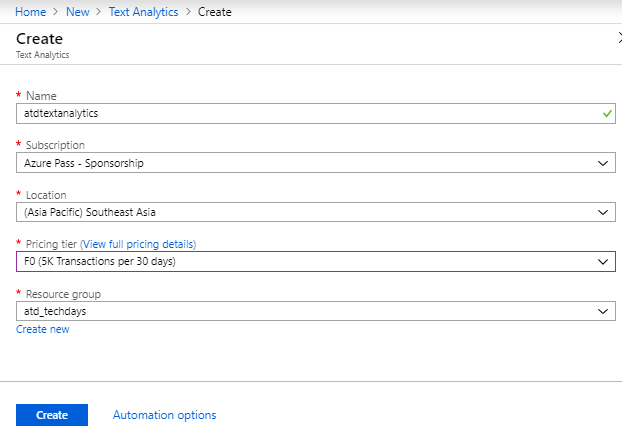 Home > New > Text Analytics > Create
Create
Text Analytics
* Name
atdtextanalytics
* Subscription
Azure Pass - Sponsorship
* Location
(Asia Pacific) Southeast Asia
* Pricing tier (View full pricing details)
F0 (5K Transactions per 30 days)
* Resource group
atd_techdays
Create new
Create Automation options